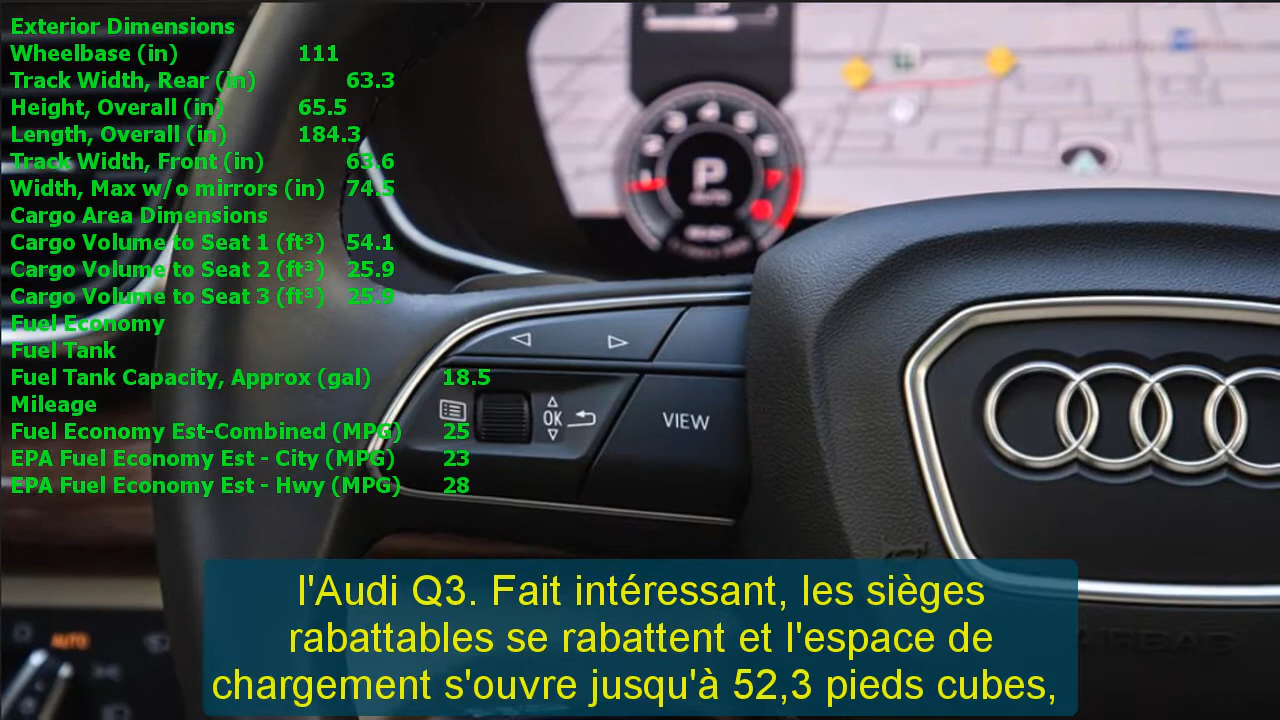 Exterior Dimensions
Wheelbase (in) 111
Track Width, Rear (in) 63.3
Height, Overall (in) 65.5
Length, Overall (in) 184.3
Track Width, Front (in) 63.6
Width, Max w/o mirrors (in) 74.5
Cargo Area Dimensions
Cargo Volume to Seat 1 (ft³) 54.1
Cargo Volume to Seat 2 (ft³) 25.9
Cargo Volume to Seat 3 (ft³) 25.9
Fuel Economy
Fuel Tank
Fuel Tank Capacity, Approx (gal) 18.5
Mileage
Fuel Economy Est-Combined (MPG) 25
EPA Fuel Economy Est - City (MPG) 23
EPA Fuel Economy Est - Hwy (MPG) 28
P
OK
VIEW
AIRBAG
AUTO
l'Audi Q3. Fait intéressant, les sièges
rabattables se rabattent et l'espace de
chargement s'ouvre jusqu'à 52,3 pieds cubes,